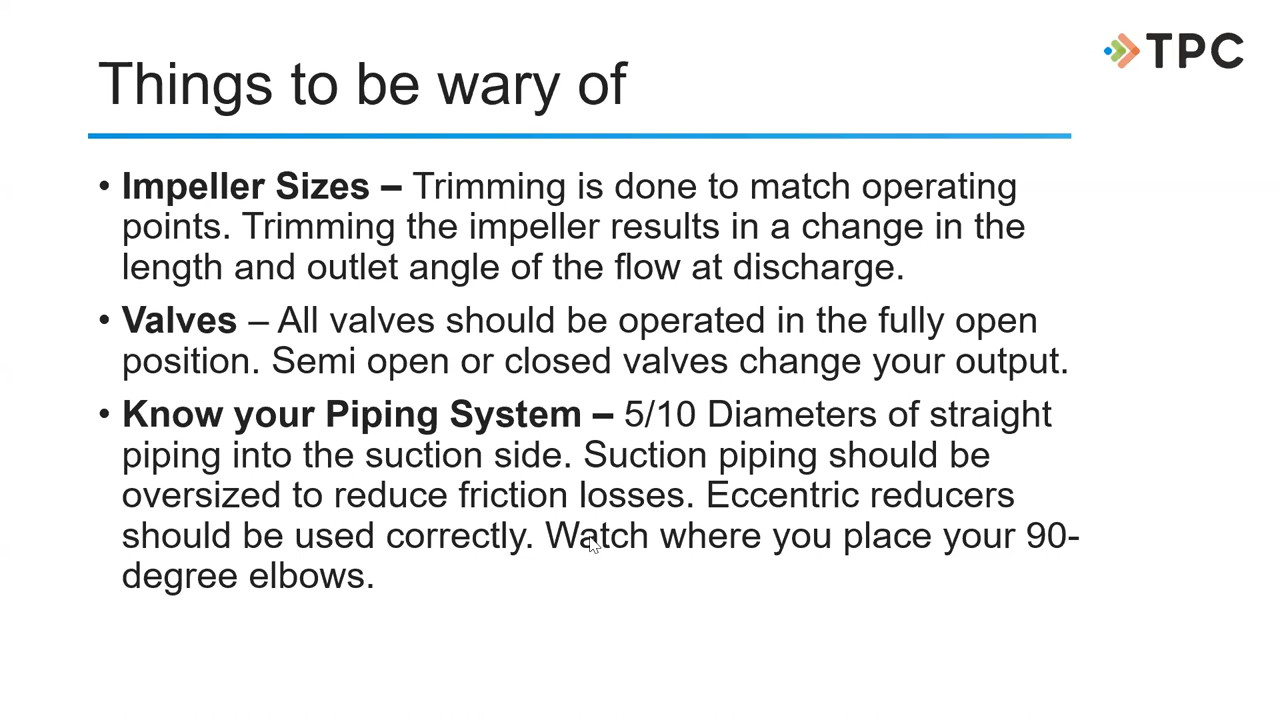 TPC
Things to be wary of
• Impeller Sizes – Trimming is done to match operating
points. Trimming the impeller results in a change in the
length and outlet angle of the flow at discharge.
• Valves – All valves should be operated in the fully open
position. Semi open or closed valves change your output.
• Know your Piping System – 5/10 Diameters of straight
piping into the suction side. Suction piping should be
oversized to reduce friction losses. Eccentric reducers
should be used correctly. Watch where you place your 90-
degree elbows.